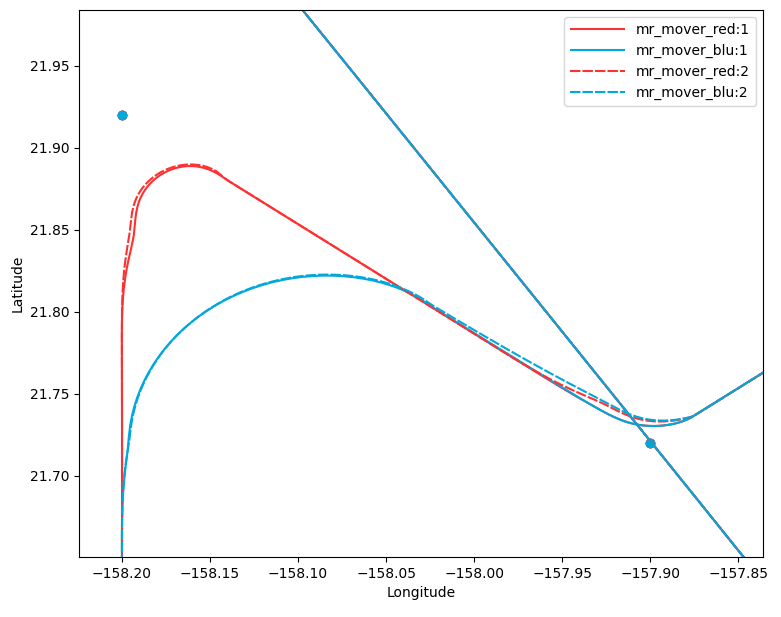 mr_mover_red:1
mr_mover_blu:1
mr_mover_red:2
mr_mover_blu:2
21.95
21.90
21.85
21.80
21.75
21.70
Latitude
−158.20 −158.15 −158.10 −158.05 −158.00 −157.95 −157.90 −157.85
Longitude